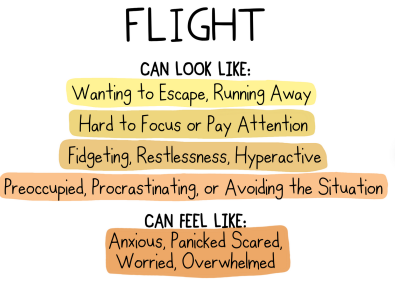 FLIGHT
CAN LOOK LIKE:
Wanting to Escape, Running Away
Hard to Focus or Pay Attention
Fidgeting, Restlessness, Hyperactive
Preoccupied, Procrastinating, or Avoiding the Situation
CAN FEEL LIKE:
Anxious, Panicked Scared,
Worried, Overwhelmed